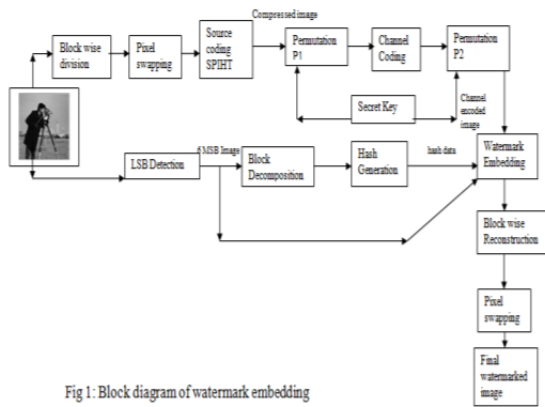 Compressed image
Block wise
division
Pixel
swapping
Source
coding
SPIHT
Permutation
P1
Channel
Coding
Permutation
P2
Secret Key
Channel
encoded
image
LSB Detection
6 MSB Image
Block
Decomposition
Hash
Generation
hash data
Watermark
Embedding
Block wise
Reconstruction
Pixel
swapping
Final
watermarked
image
Fig 1: Block diagram of watermark embedding